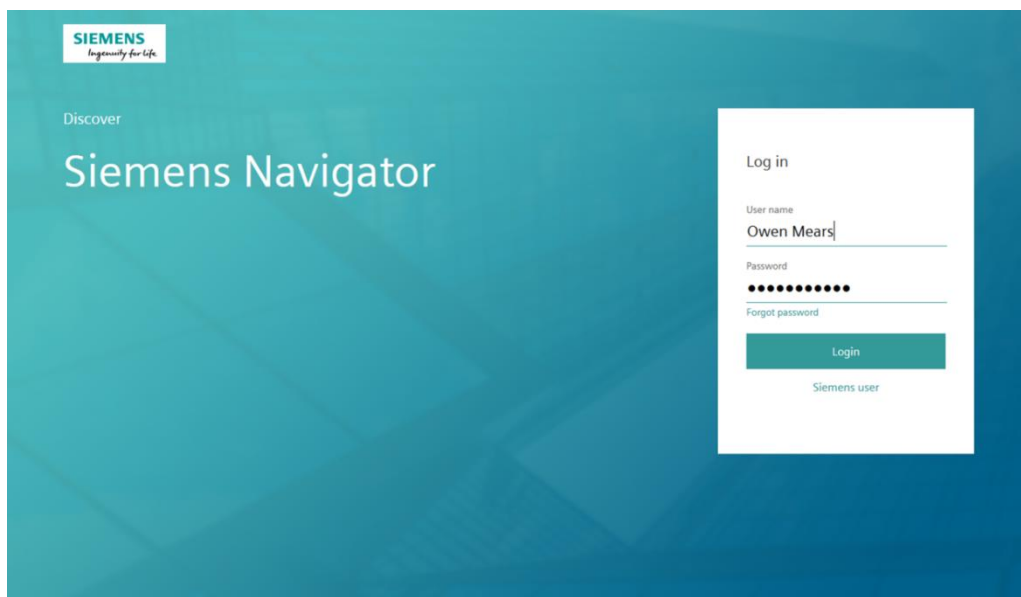 SIEMENS
Ingenuity for life
Discover
Siemens Navigator
Log in
User name
Owen Mears
Password
●●●●●●●●●●●
Forgot password
Login
Siemens user